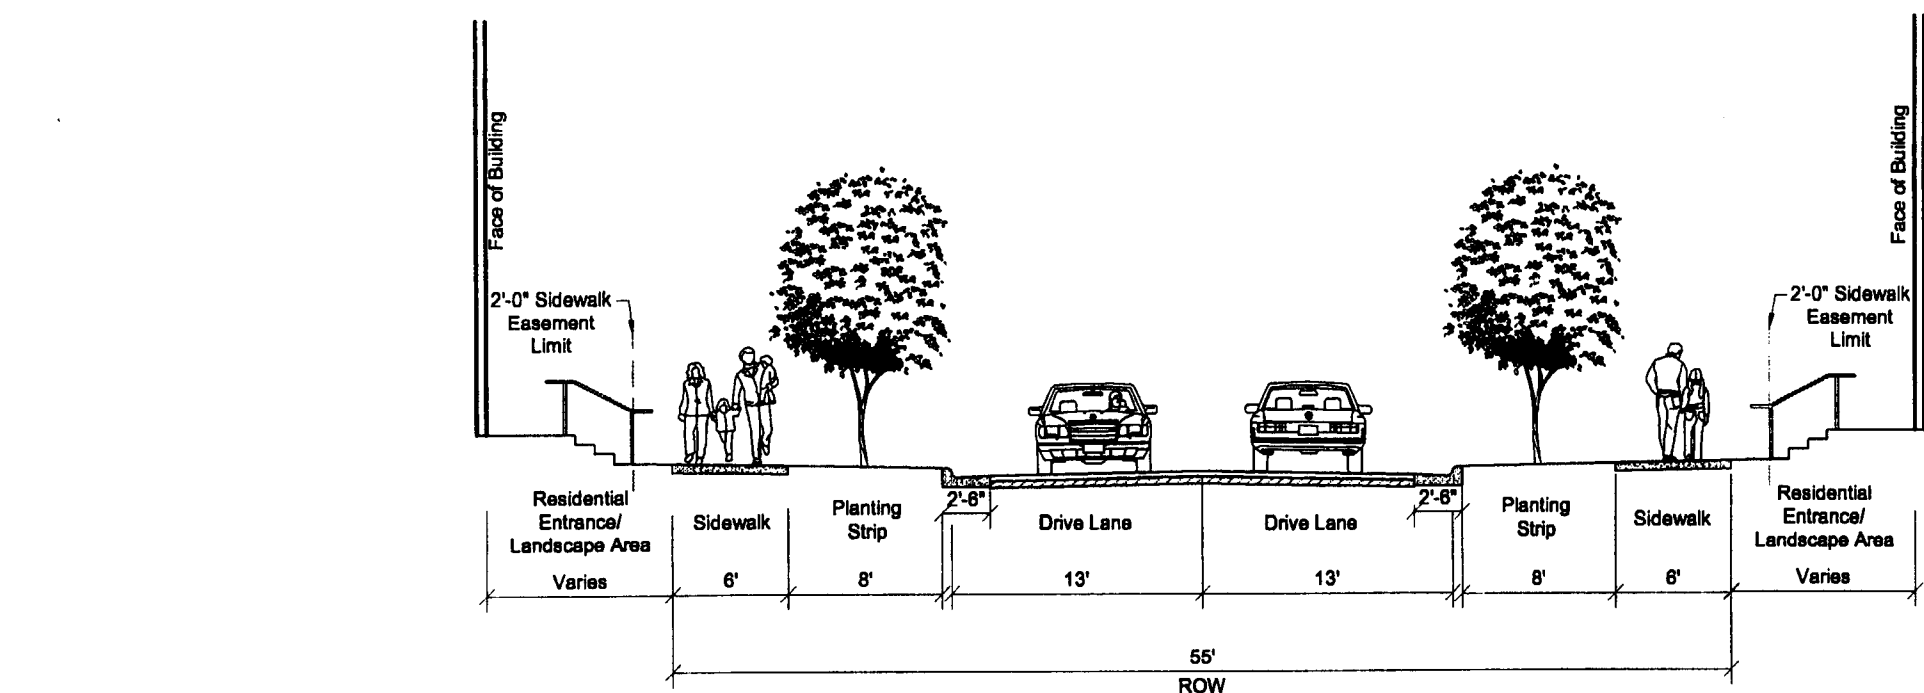 Face of Building
Face of Building
2'-0" Sidewalk
Easement
Limit
2'-0" Sidewalk
Easement
Limit
Residential
Entrance/
Landscape Area
Sidewalk
Planting
Strip
2'-6"
Drive Lane
Drive Lane
2'-6"
Planting
Strip
Sidewalk
Residential
Entrance/
Landscape Area
Varies
6'
8'
13'
13'
8'
6'
Varies
55'
ROW